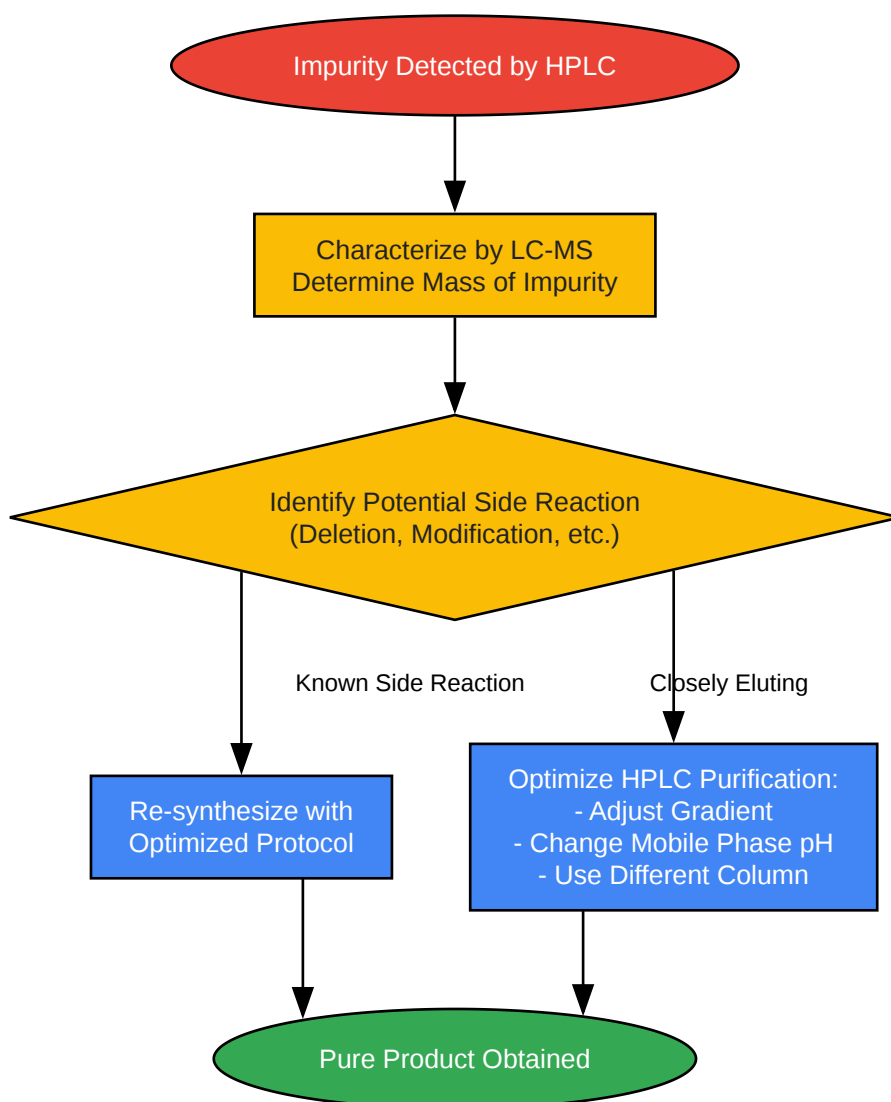 Impurity Detected by HPLC
Characterize by LC-MS
Determine Mass of Impurity
Identify Potential Side Reaction
(Deletion, Modification, etc.)
Known Side Reaction
Closely Eluting
Re-synthesize with
Optimized Protocol
Optimize HPLC Purification:
- Adjust Gradient
- Change Mobile Phase pH
- Use Different Column
Pure Product Obtained